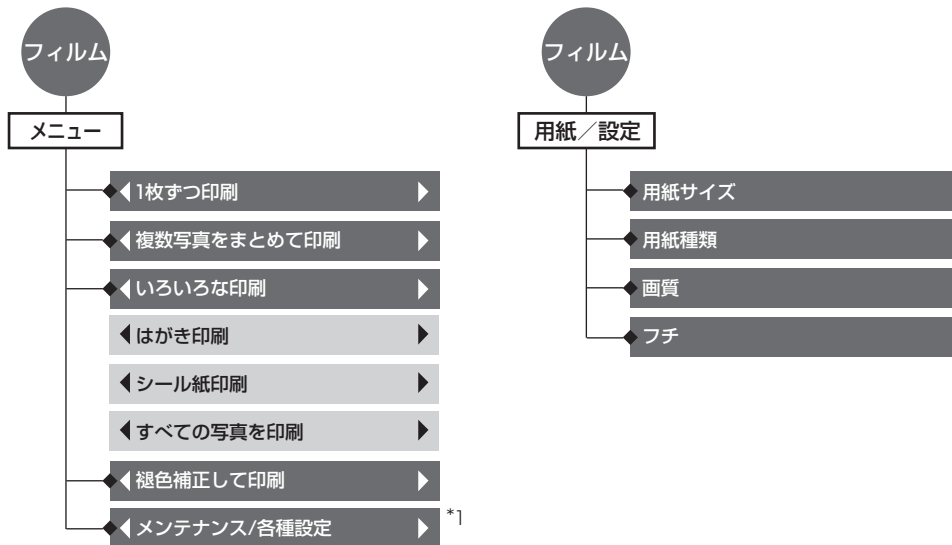 フィルム
メニュー
1枚ずつ印刷
複数写真をまとめて印刷
いろいろな印刷
はがき印刷
シール紙印刷
すべての写真を印刷
褪色補正して印刷
メンテナンス/各種設定 *1
フィルム
用紙／設定
用紙サイズ
用紙種類
画質
フチ